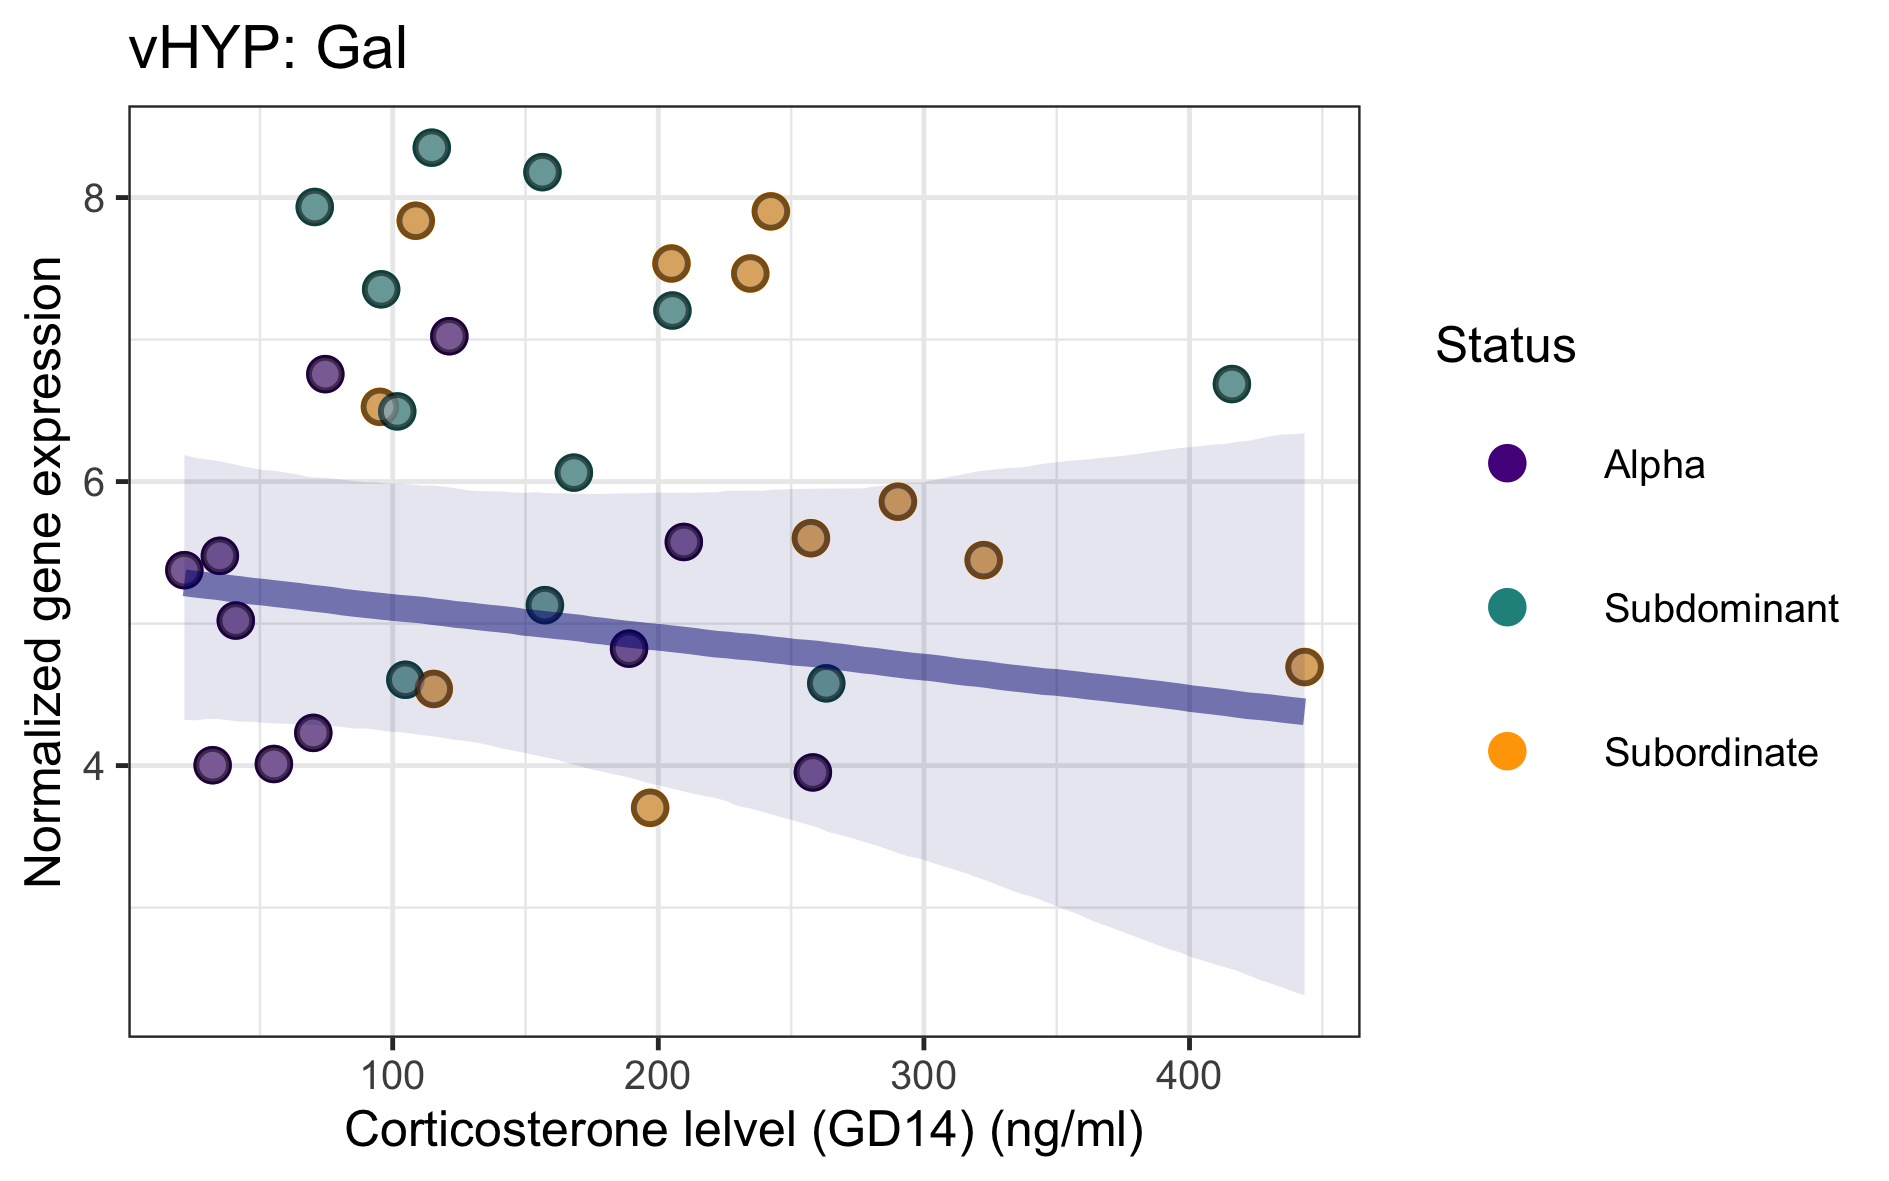 vHYP: Gal
8
6
4
Normalized gene expression
100 200 300 400
Corticosterone lelvel (GD14) (ng/ml)
Status
Alpha
Subdominant
Subordinate